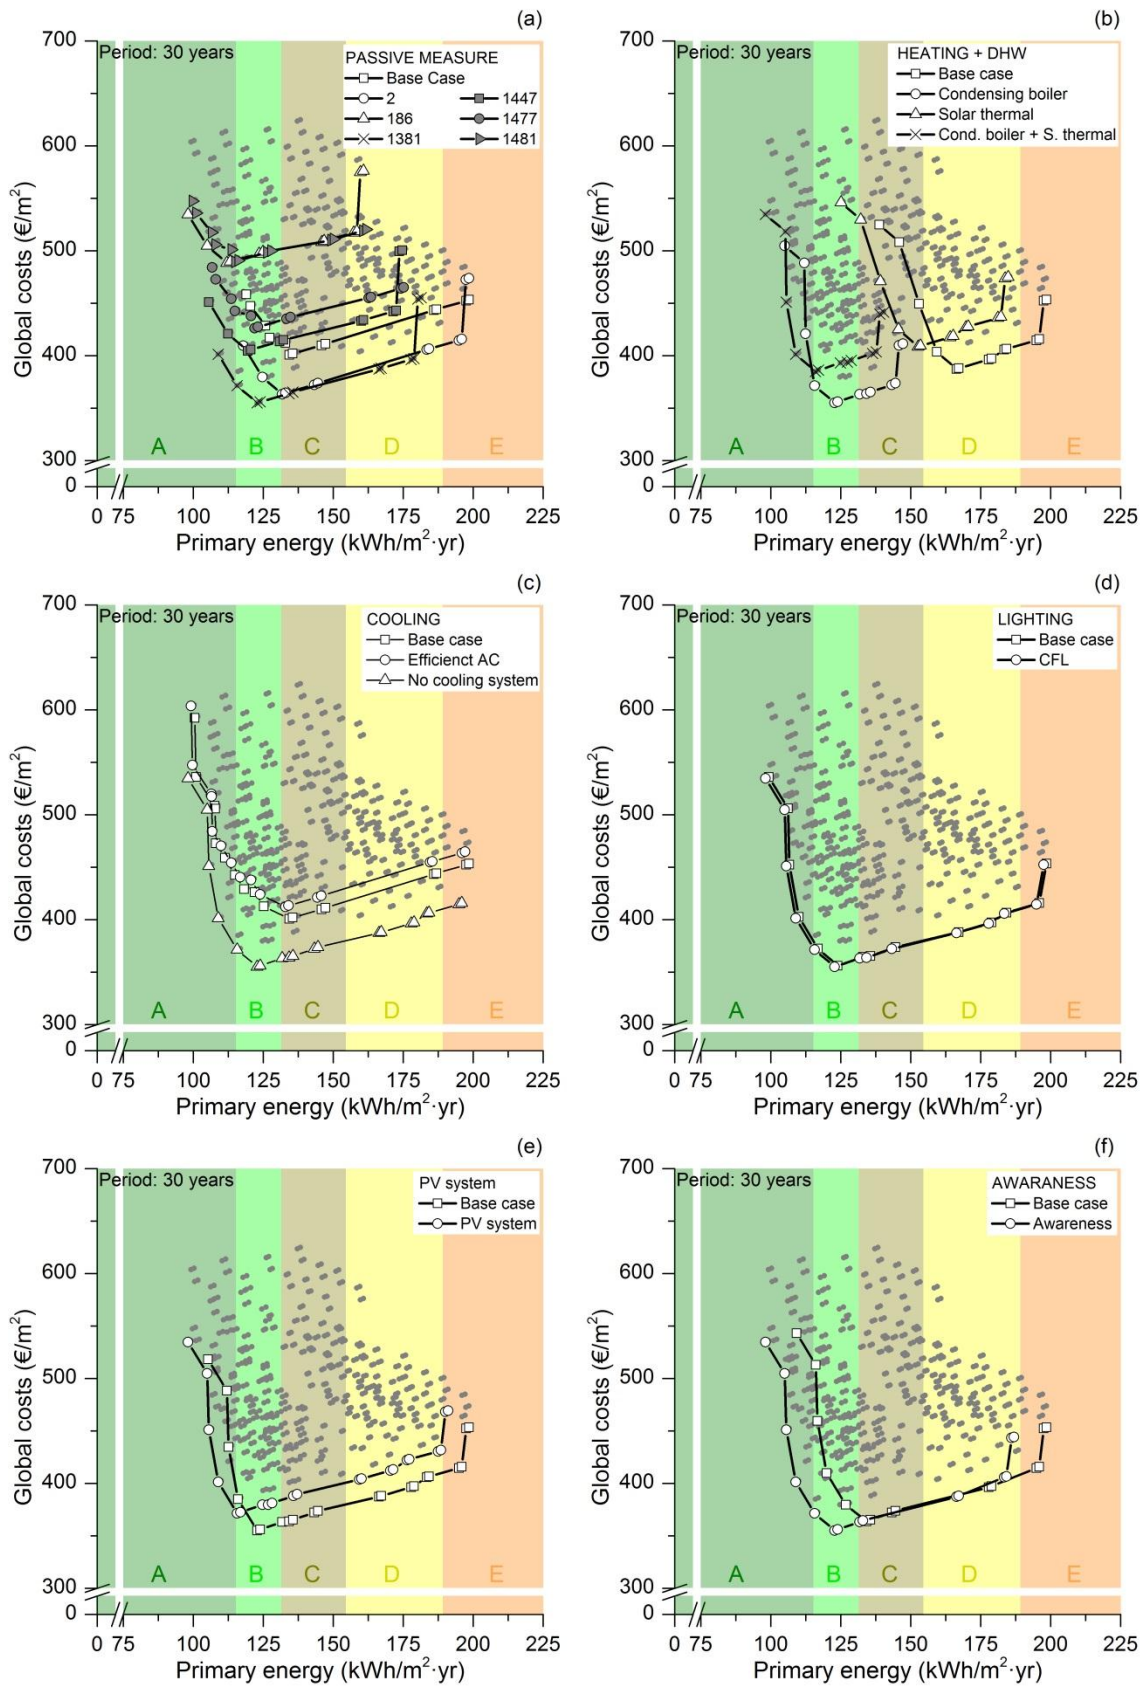 (a)
700
Period: 30 years
PASSIVE MEASURE
Base Case
2
1447
186
1477
1381
1481
600
500
400
300
0
A
B
C
D
E
0 75 100 125 150 175 200 225
Primary energy (kWh/m²·yr)
Global costs (€/m²)
(b)
700
Period: 30 years
HEATING + DHW
Base case
Condensing boiler
Solar thermal
Cond. boiler + S. thermal
600
500
400
300
0
A
B
C
D
E
0 75 100 125 150 175 200 225
Primary energy (kWh/m²·yr)
Global costs (€/m²)
(c)
700
Period: 30 years
COOLING
Base case
Efficienct AC
No cooling system
600
500
400
300
0
A
B
C
D
E
0 75 100 125 150 175 200 225
Primary energy (kWh/m²·yr)
Global costs (€/m²)
(d)
700
Period: 30 years
LIGHTING
Base case
CFL
600
500
400
300
0
A
B
C
D
E
0 75 100 125 150 175 200 225
Primary energy (kWh/m²·yr)
Global costs (€/m²)
(e)
700
Period: 30 years
PV system
Base case
PV system
600
500
400
300
0
A
B
C
D
E
0 75 100 125 150 175 200 225
Primary energy (kWh/m²·yr)
Global costs (€/m²)
(f)
700
Period: 30 years
AWARANESS
Base case
Awareness
600
500
400
300
0
A
B
C
D
E
0 75 100 125 150 175 200 225
Primary energy (kWh/m²·yr)
Global costs (€/m²)